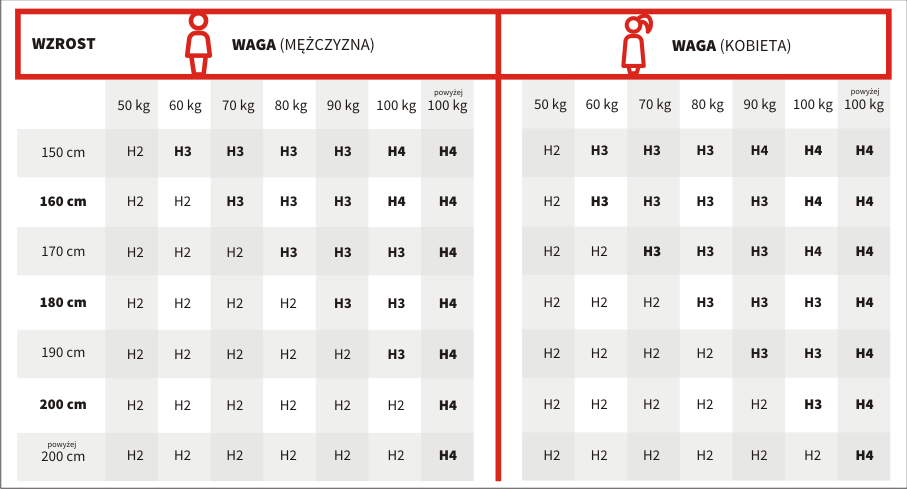 WZROST WAGA (MĘŻCZYZNA) WAGA (KOBIETA)
powyżej powyżej
50 kg 60 kg 70 kg 80 kg 90 kg 100 kg 100 kg 50 kg 60 kg 70 kg 80 kg 90 kg 100 kg 100 kg
150 cm H2 H3 H3 H3 H3 H4 H4 H2 H3 H3 H3 H4 H4 H4
160 cm H2 H2 H3 H3 H3 H4 H4 H2 H3 H3 H3 H3 H4 H4
170 cm H2 H2 H2 H3 H3 H3 H4 H2 H2 H3 H3 H3 H4 H4
180 cm H2 H2 H2 H2 H3 H3 H4 H2 H2 H2 H3 H3 H3 H4
190 cm H2 H2 H2 H2 H2 H3 H4 H2 H2 H2 H2 H3 H3 H4
200 cm H2 H2 H2 H2 H2 H2 H4 H2 H2 H2 H2 H2 H3 H4
powyżej
200 cm H2 H2 H2 H2 H2 H2 H4 H2 H2 H2 H2 H2 H2 H4